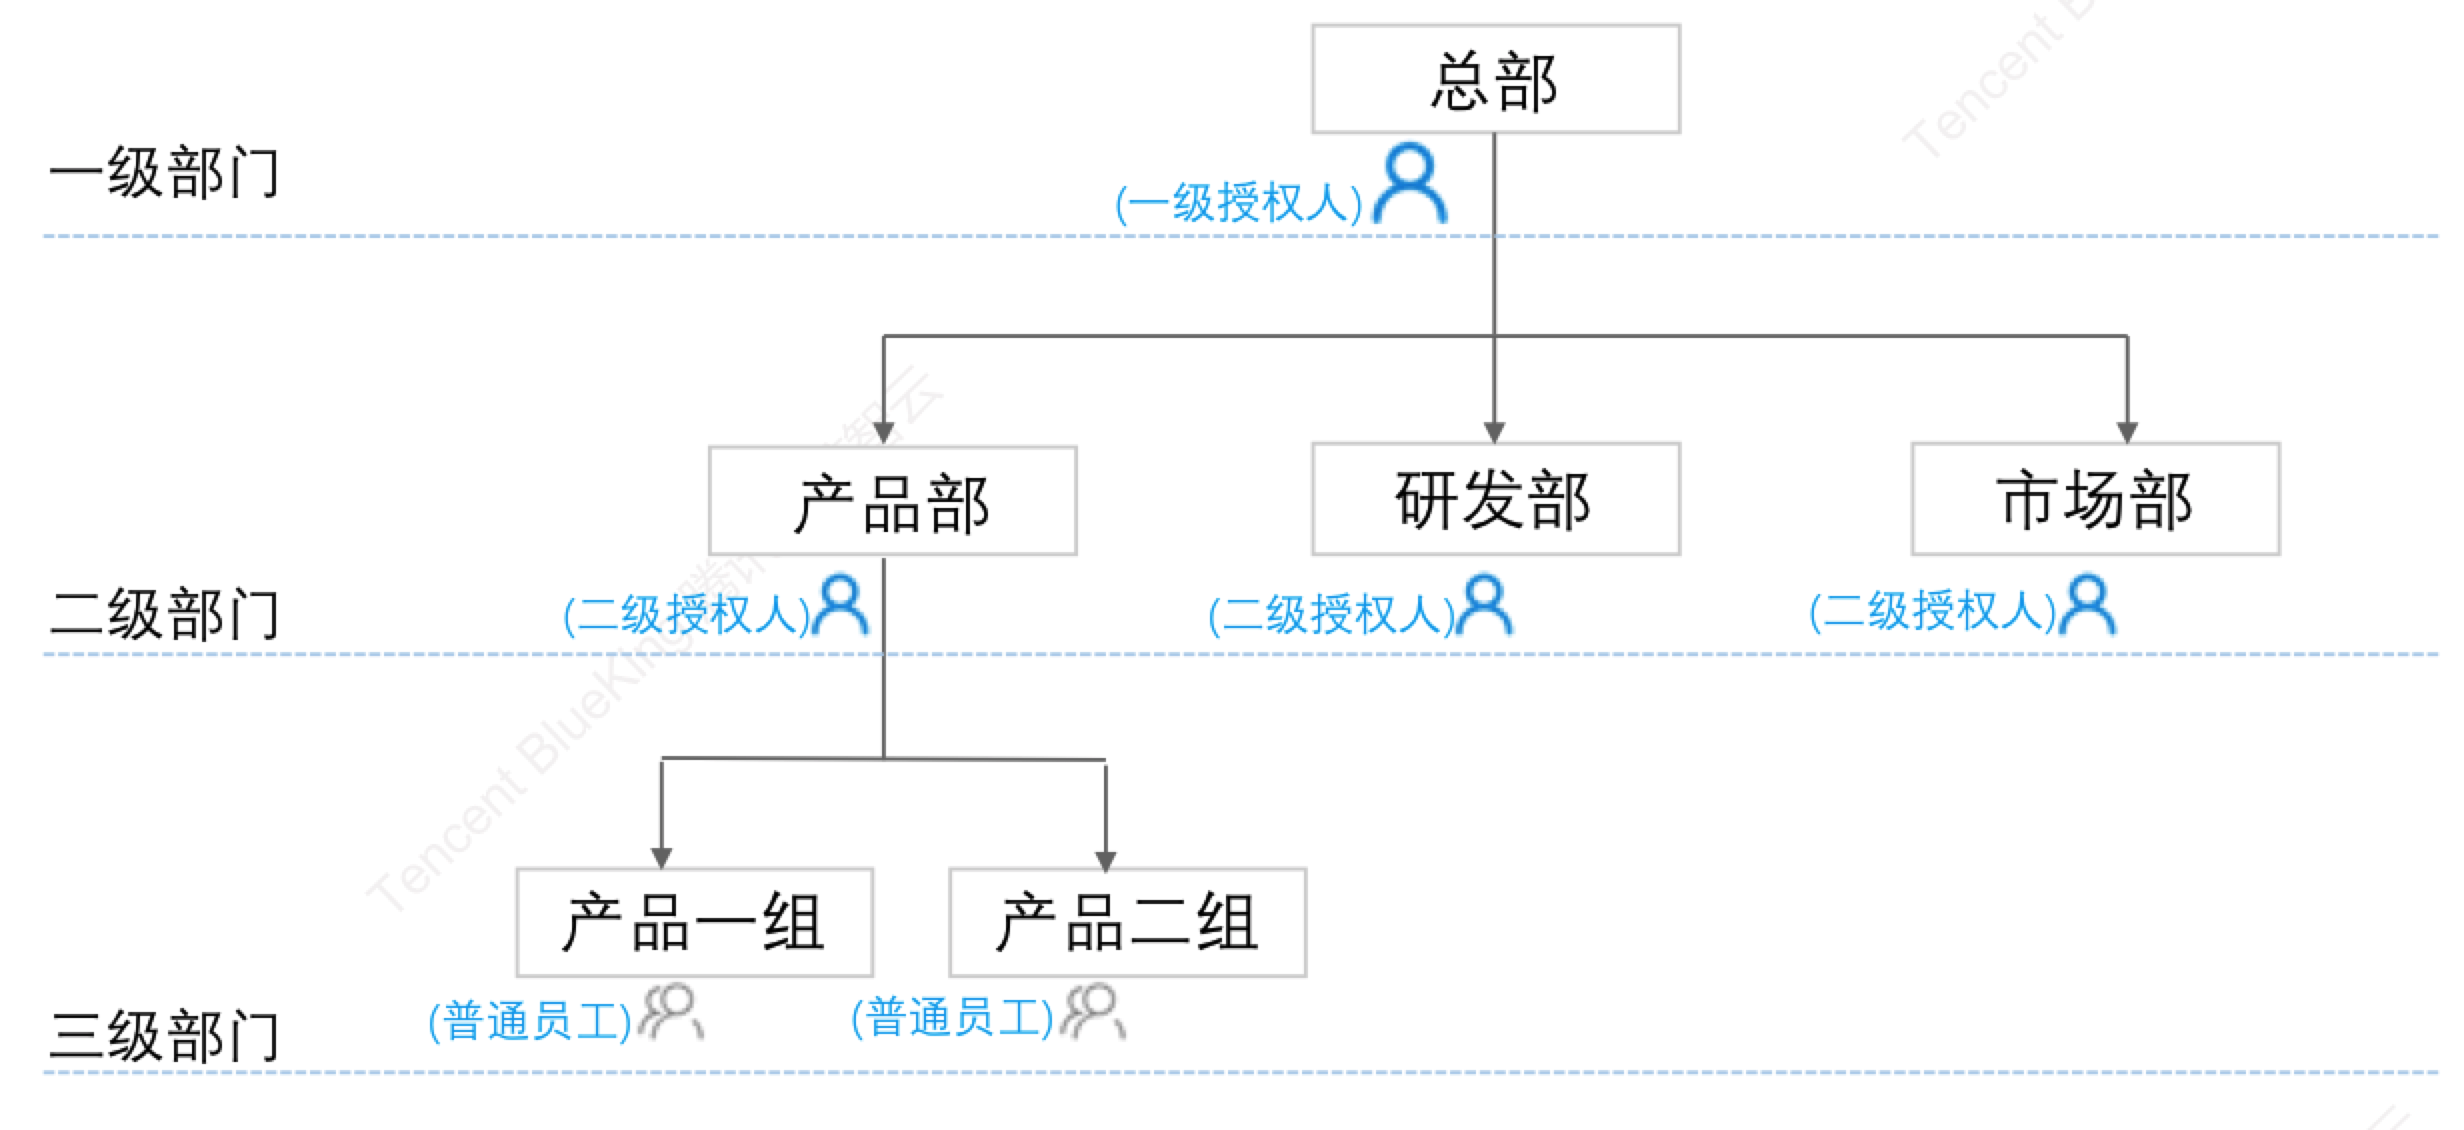 总部
一级部门
(一级授权人)
产品部
研发部
市场部
二级部门
(二级授权人)
(二级授权人)
(二级授权人)
产品一组
产品二组
三级部门
(普通员工)
(普通员工)
Tencent BlueKing 腾讯 智云
Tencent B
云